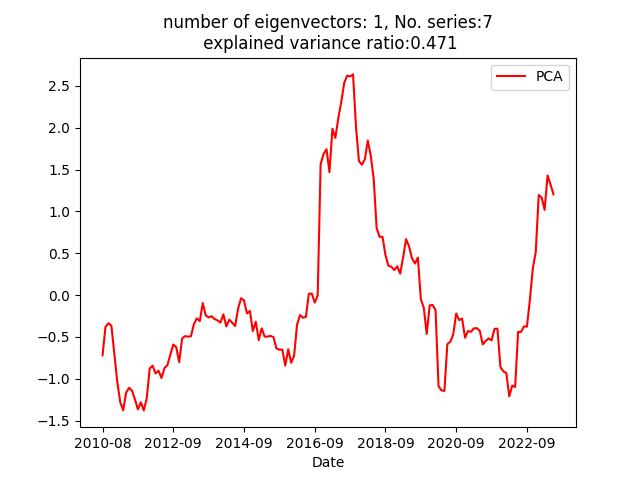 number of eigenvectors: 1, No. series:7
explained variance ratio:0.471
PCA
2.5
2.0
1.5
1.0
0.5
0.0
−0.5
−1.0
−1.5
2010-08 2012-09 2014-09 2016-09 2018-09 2020-09 2022-09
Date